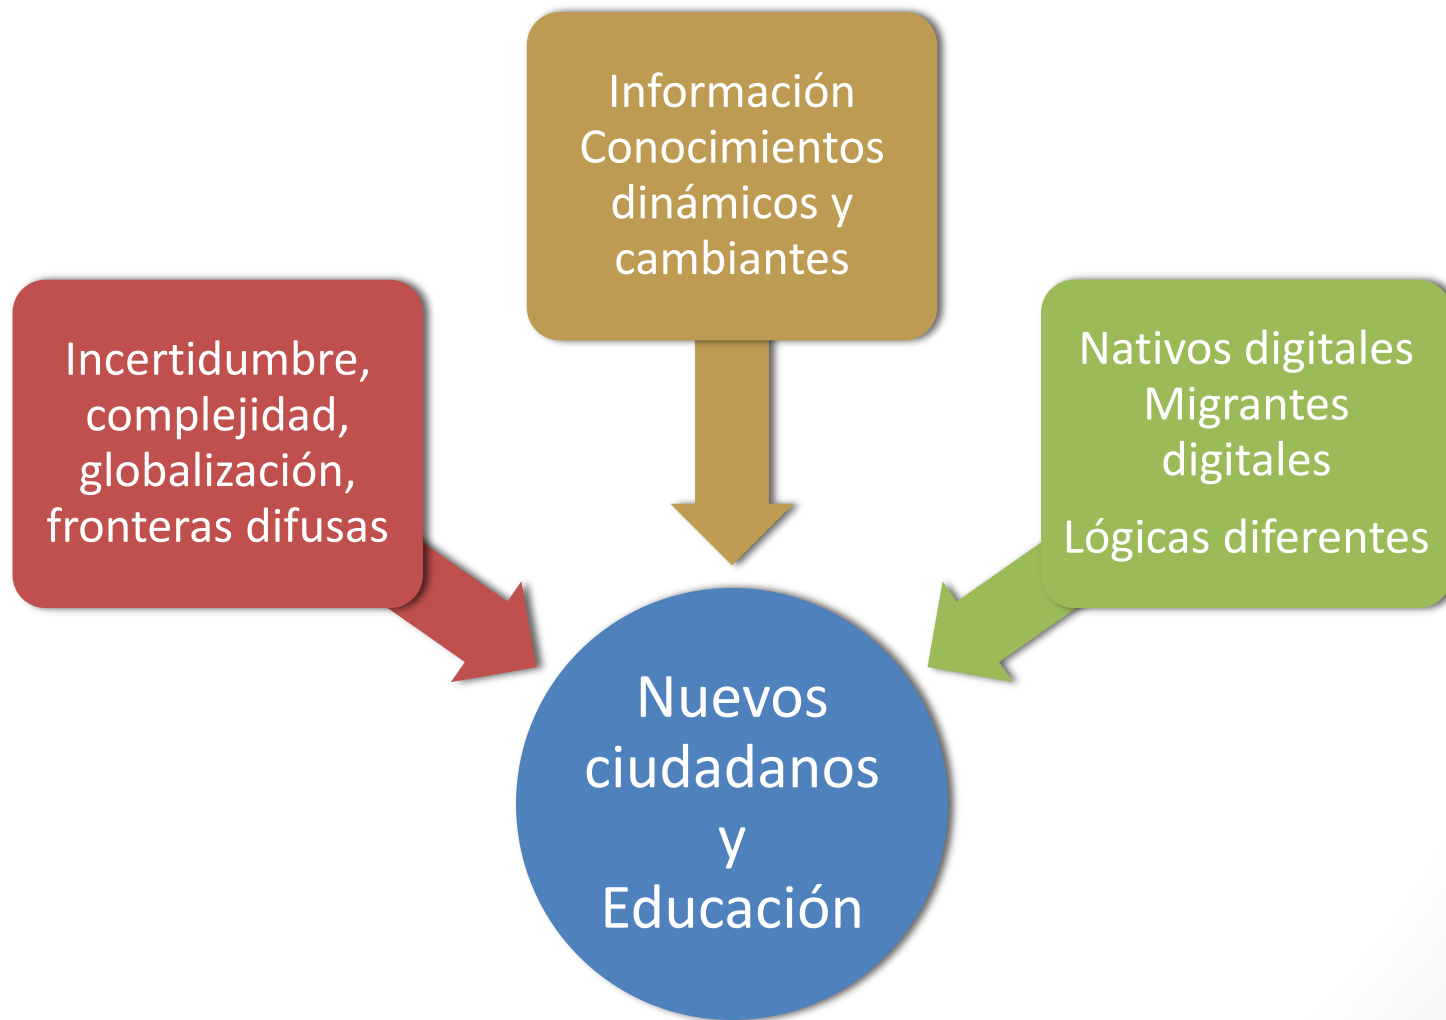 Información
Conocimientos
dinámicos y
cambiantes
Incertidumbre,
complejidad,
globalización,
fronteras difusas
Nativos digitales
Migrantes
digitales
Lógicas diferentes
Nuevos
ciudadanos
y
Educación